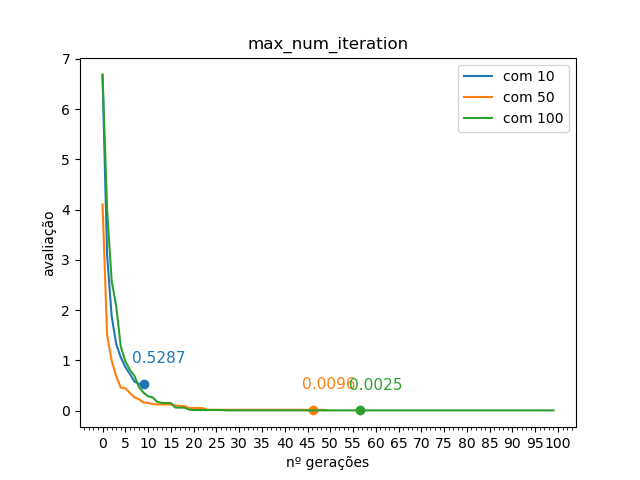 max_num_iteration
com 10
com 50
com 100
avaliação
7
6
5
4
3
2
1
0
0.5287
0.0096
0.0025
0 5 10 15 20 25 30 35 40 45 50 55 60 65 70 75 80 85 90 95 100
nº gerações